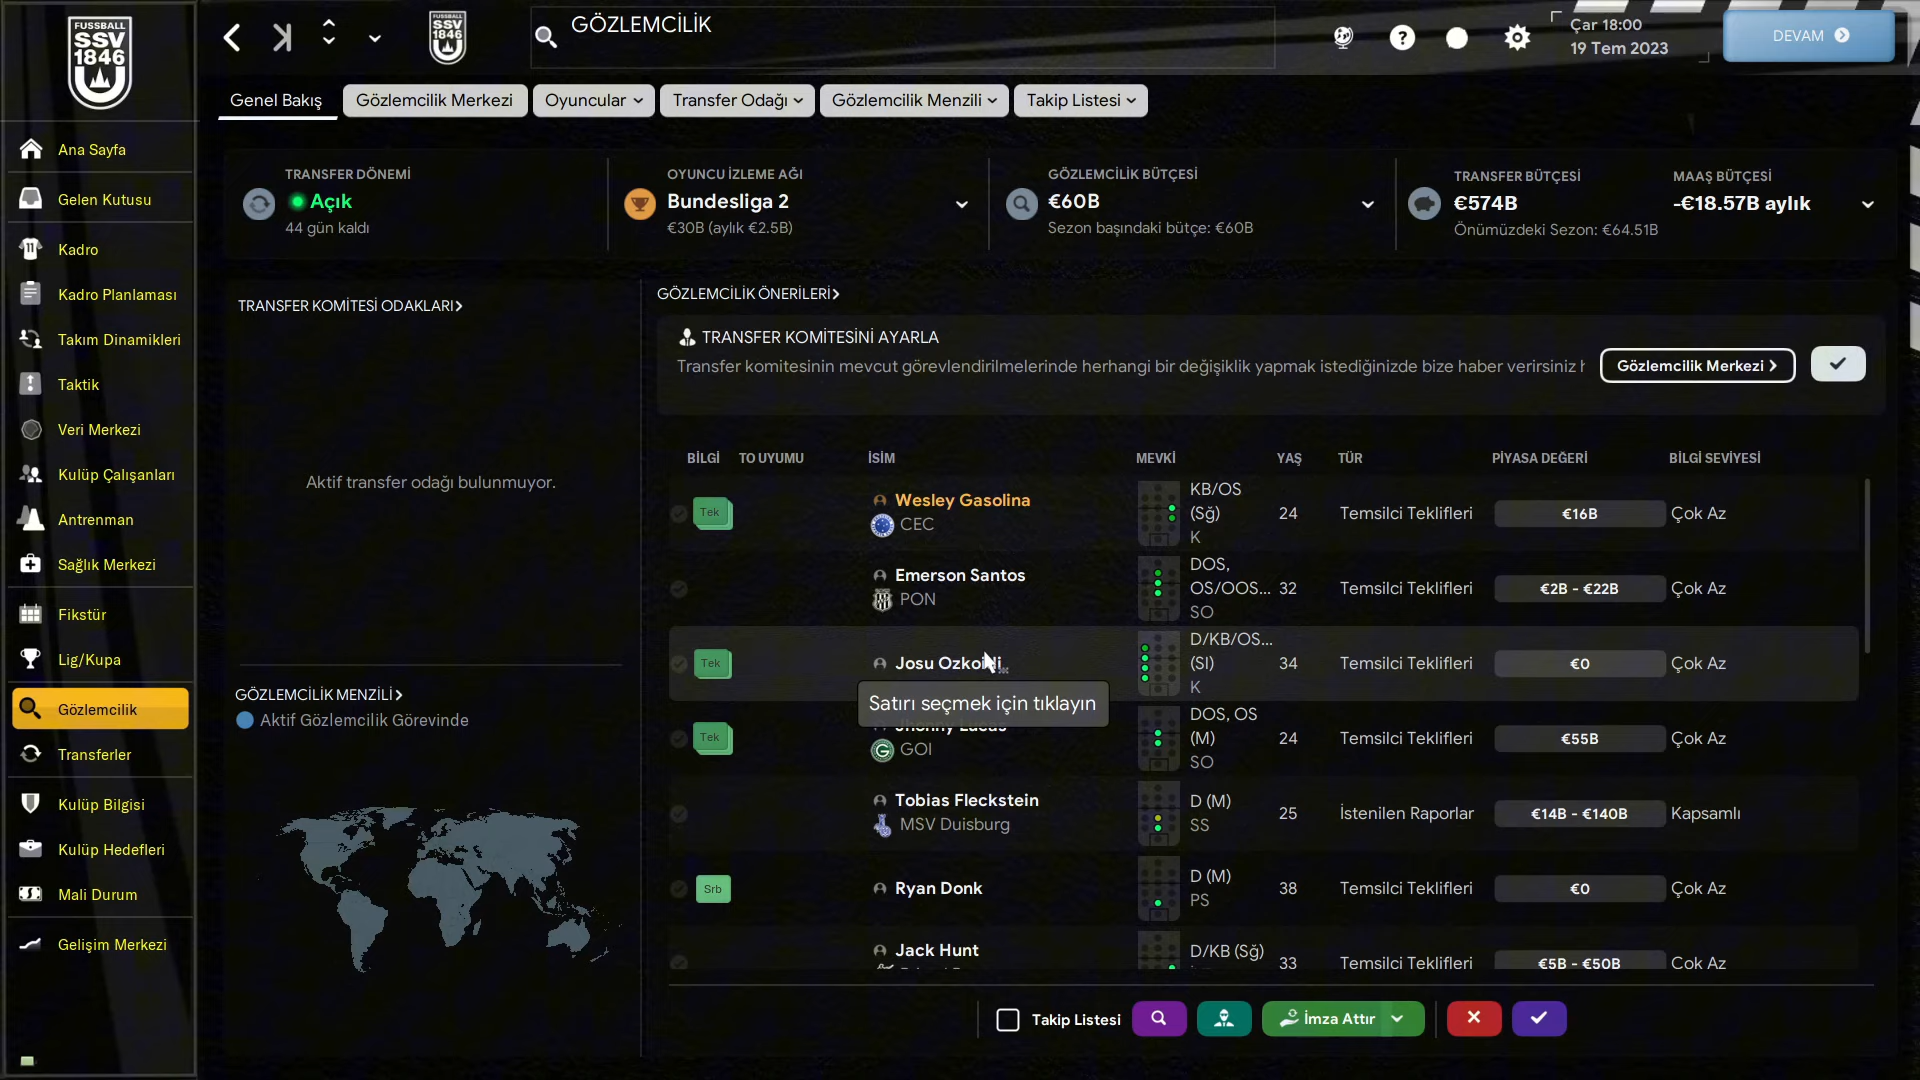 FUSSBALL
SSV
1846
FUSSBALL
SSV
1846
GÖZLEMCİLİK
Çar 18:00
19 Tem 2023
DEVAM
Genel Bakış
Gözlemcilik Merkezi
Oyuncular
Transfer Odağı
Gözlemcilik Menzili
Takip Listesi
Ana Sayfa
Gelen Kutusu
Kadro
Kadro Planlaması
Takım Dinamikleri
Taktik
Veri Merkezi
Kulüp Çalışanları
Antrenman
Sağlık Merkezi
Fikstür
Lig/Kupa
Gözlemcilik
Transferler
Kulüp Bilgisi
Kulüp Hedefleri
Mali Durum
Gelişim Merkezi
TRANSFER DÖNEMİ
Açık
44 gün kaldı
OYUNCU İZLEME AĞI
Bundesliga 2
€30B (aylık €2.5B)
GÖZLEMCİLİK BÜTÇESİ
€60B
Sezon başındaki bütçe: €60B
TRANSFER BÜTÇESİ
€574B
Önümüzdeki Sezon: €64.51B
MAAŞ BÜTÇESİ
-€18.57B aylık
TRANSFER KOMİTESİ ODAKLARI
Aktif transfer odağı bulunmuyor.
GÖZLEMCİLİK MENZİLİ
Aktif Gözlemcilik Görevinde
GÖZLEMCİLİK ÖNERİLERİ
TRANSFER KOMİTESİNİ AYARLA
Transfer komitesinin mevcut görevlendirilmelerinde herhangi bir değişiklik yapmak istediğinizde bize haber verirsiniz h
Gözlemcilik Merkezi
BİLGİ TO UYUMU İSİM MEVKİ YAŞ TÜR PİYASA DEĞERİ BİLGİ SEVİYESİ
Tek Wesley Gasolina CEC KB/OS (Sğ) K 24 Temsilci Teklifleri €16B Çok Az
Emerson Santos PON DOS, OS/OOS... SO 32 Temsilci Teklifleri €2B - €22B Çok Az
Tek Josu D/KB/OS... (Sl) K 34 Temsilci Teklifleri €0 Çok Az
Satırı seçmek için tıklayın
Tek Jhonny Lucas GOI DOS, OS (M) SO 24 Temsilci Teklifleri €55B Çok Az
Tobias Fleckstein MSV Duisburg D (M) SS 25 İstenilen Raporlar €14B - €140B Kapsamlı
Srb Ryan Donk D (M) PS 38 Temsilci Teklifleri €0 Çok Az
Jack Hunt D/KB (Sğ) 33 Temsilci Teklifleri €5B - €50B Çok Az
Takip Listesi
İmza Attır